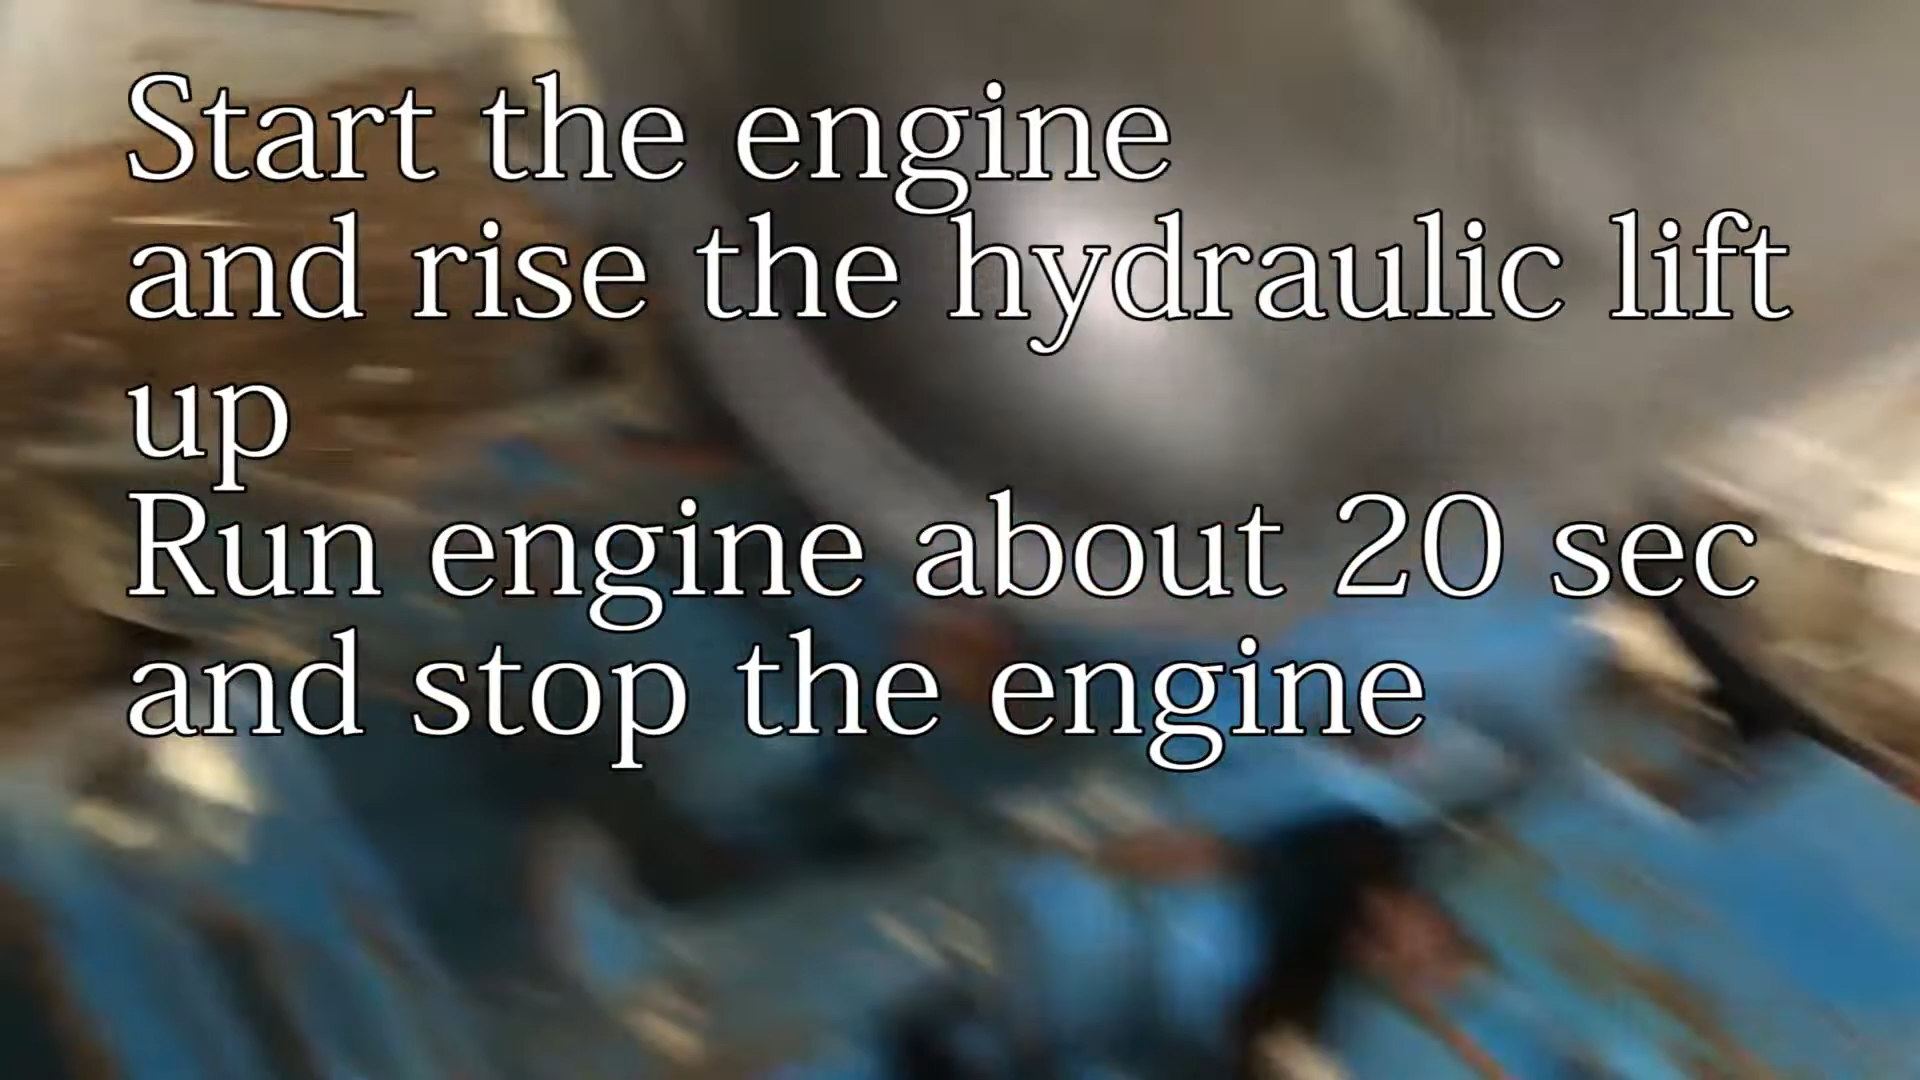 Start the engine
and rise the hydraulic lift
up
Run engine about 20 sec
and stop the engine